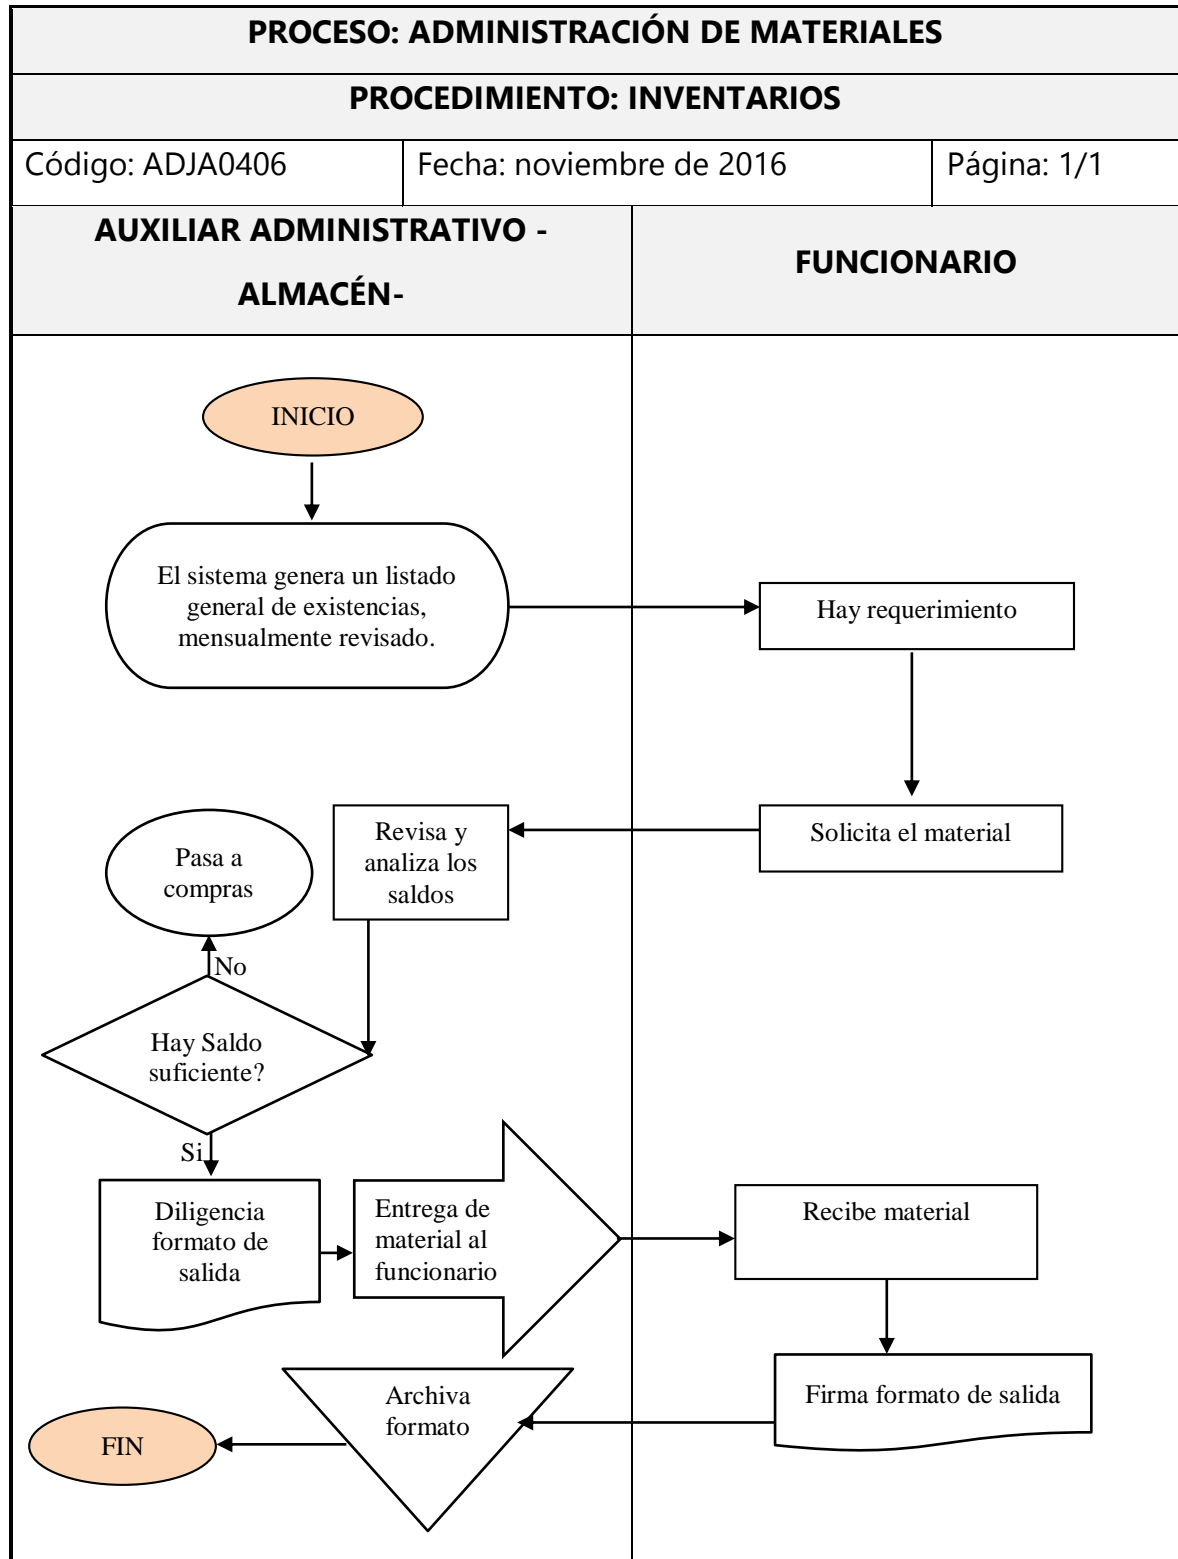 PROCESO: ADMINISTRACIÓN DE MATERIALES
PROCEDIMIENTO: INVENTARIOS
Código: ADJA0406
Fecha: noviembre de 2016
Página: 1/1
AUXILIAR ADMINISTRATIVO -
ALMACÉN-
FUNCIONARIO
INICIO
El sistema genera un listado
general de existencias,
mensualmente revisado.
Hay requerimiento
Solicita el material
Revisa y
analiza los
saldos
Pasa a
compras
No
Hay Saldo
suficiente?
Si
Diligencia
formato de
salida
Entrega de
material al
funcionario
Recibe material
Firma formato de salida
Archiva
formato
FIN